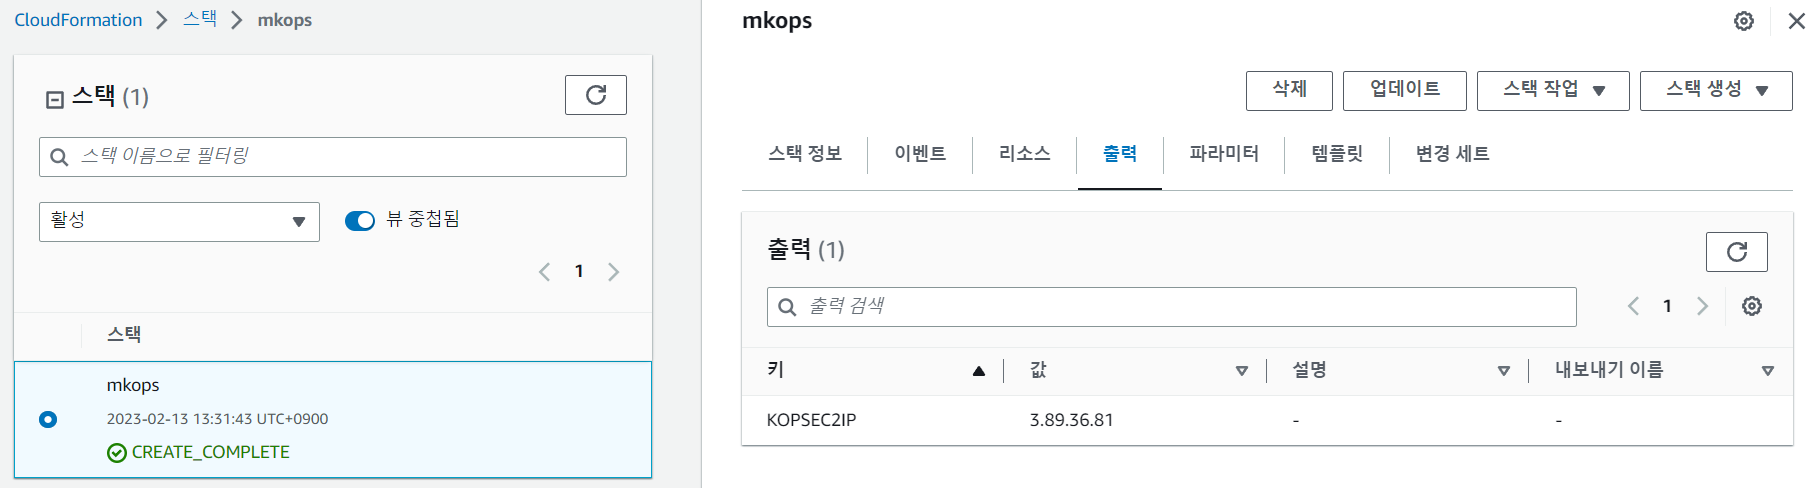 CloudFormation > 스택 > mkops
스택 (1)
스택 이름으로 필터링
활성
뷰 중첩됨
1
스택
mkops
2023-02-13 13:31:43 UTC+0900
CREATE_COMPLETE
mkops
삭제 업데이트 스택 작업 스택 생성
스택 정보 이벤트 리소스 출력 파라미터 템플릿 변경 세트
출력 (1)
출력 검색
1
키 값 설명 내보내기 이름
KOPSEC2IP 3.89.36.81 - -